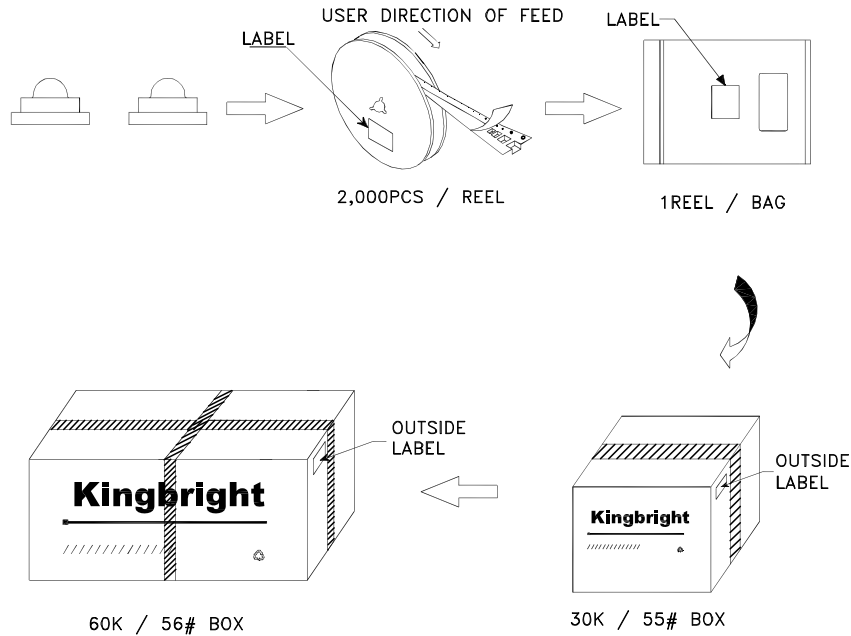 USER DIRECTION OF FEED
LABEL
LABEL
2,000PCS / REEL
1REEL / BAG
OUTSIDE
LABEL
Kingbright
60K / 56# BOX
OUTSIDE
LABEL
Kingbright
30K / 55# BOX